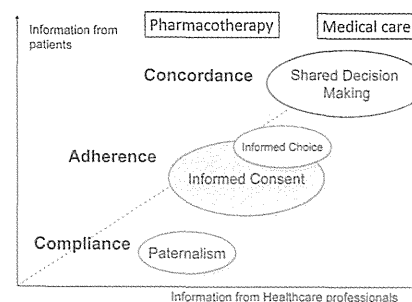 Information from
patients
Pharmacotherapy
Medical care
Concordance
Shared Decision
Making
Adherence
Informed Choice
Informed Consent
Compliance
Paternalism
Information from Healthcare professionals